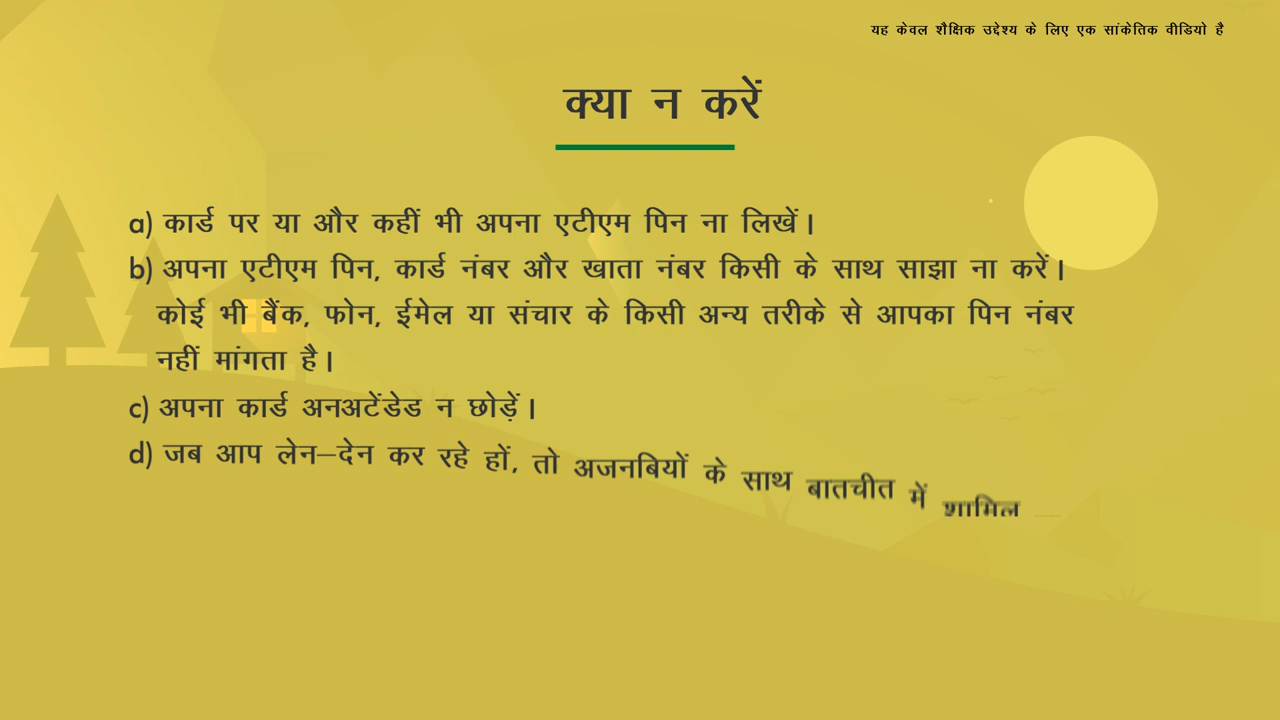 यह केवल शैक्षिक उद्देश्य के लिए एक सांकेतिक वीडियो है
क्या न करें
a) कार्ड पर या और कहीं भी अपना एटीएम पिन ना लिखें।
b) अपना एटीएम पिन, कार्ड नंबर और खाता नंबर किसी के साथ साझा ना करें।
कोई भी बैंक, फोन, ईमेल या संचार के किसी अन्य तरीके से आपका पिन नंबर
नहीं मांगता है।
c) अपना कार्ड अनअटेंडेड न छोड़ें।
d) जब आप लेन–देन कर रहे हों, तो अजनबियों के साथ बातचीत में शामिल